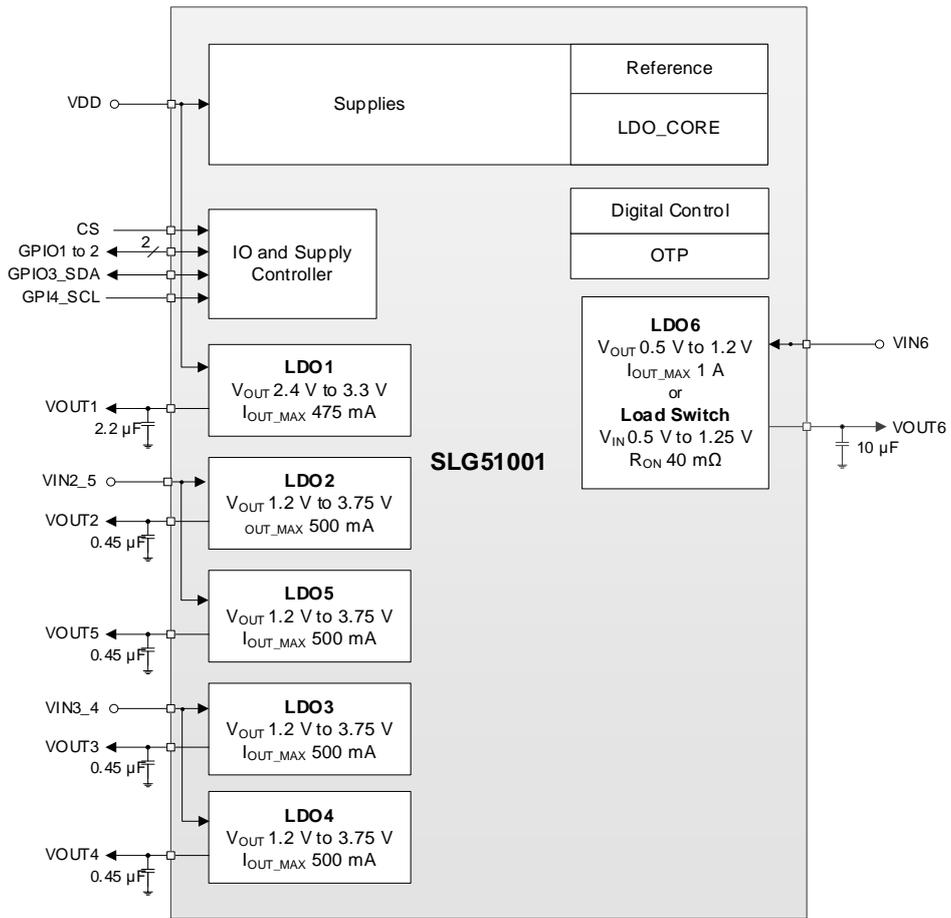 Reference
VDD
Supplies
LDO_CORE
Digital Control
OTP
CS
GPIO1 to 2
2
GPIO3_SDA
GPI4_SCL
IO and Supply
Controller
LDO1
VOUT 2.4 V to 3.3 V
IOUT_MAX 475 mA
VOUT1
2.2 µF
LDO6
VOUT 0.5 V to 1.2 V
IOUT_MAX 1 A
or
Load Switch
VIN 0.5 V to 1.25 V
RON 40 mΩ
VIN6
VOUT6
10 µF
SLG51001
VIN2_5
LDO2
VOUT 1.2 V to 3.75 V
OUT_MAX 500 mA
VOUT2
0.45 µF
LDO5
VOUT 1.2 V to 3.75 V
IOUT_MAX 500 mA
VOUT5
0.45 µF
VIN3_4
LDO3
VOUT 1.2 V to 3.75 V
IOUT_MAX 500 mA
VOUT3
0.45 µF
LDO4
VOUT 1.2 V to 3.75 V
IOUT_MAX 500 mA
VOUT4
0.45 µF